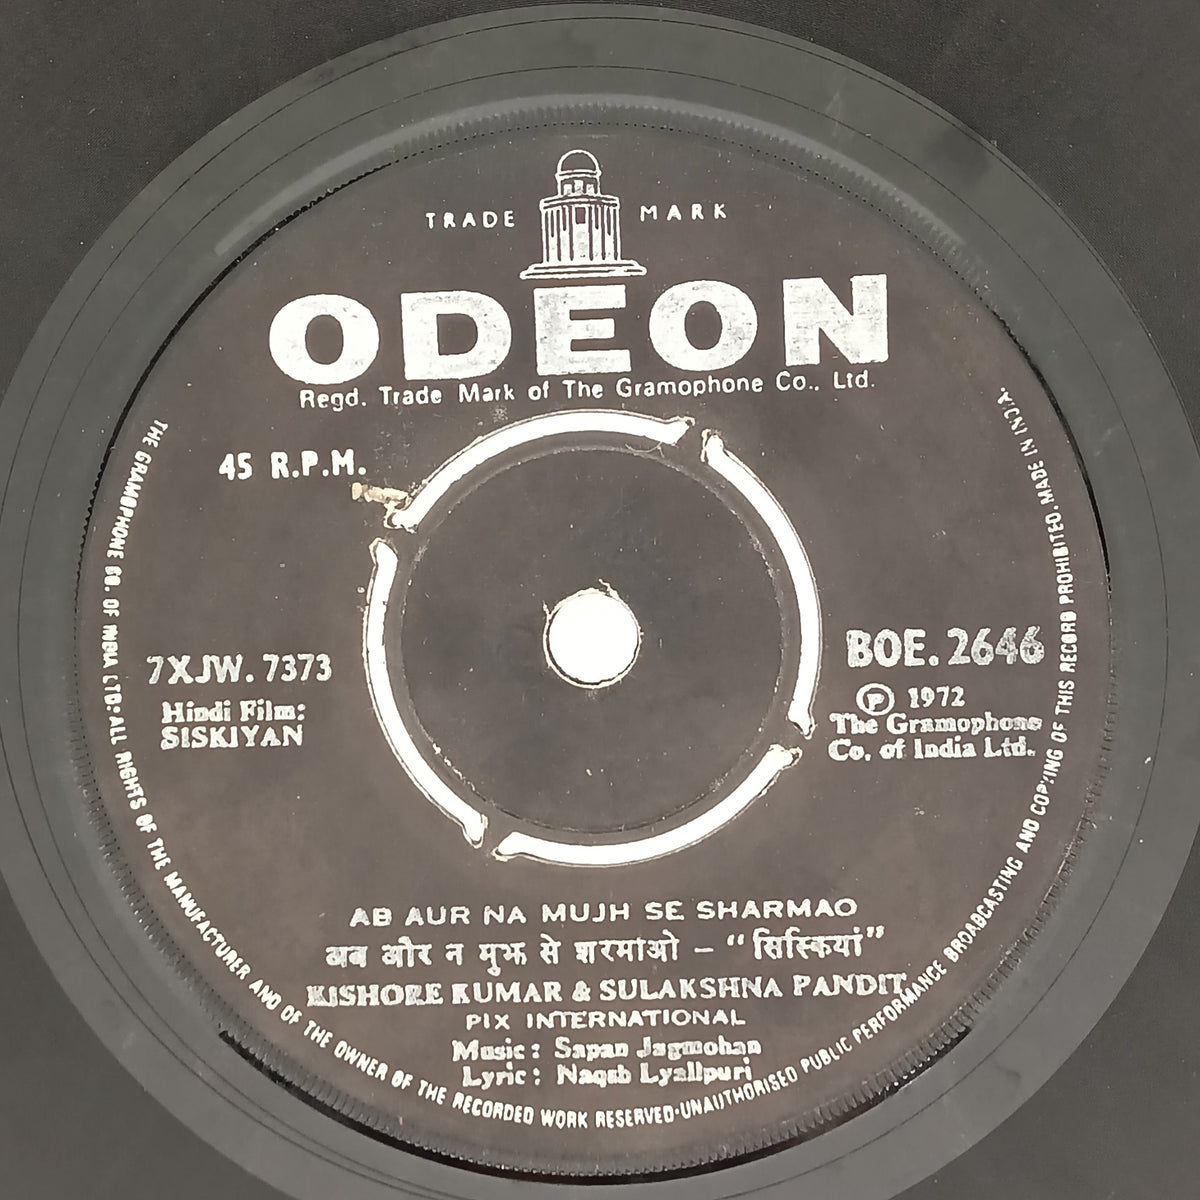 TRADE MARK
ODEON
Regd. Trade Mark of The Gramophone Co., Ltd.
45 R.P.M.
7XJW. 7373
Hindi Film:
SISKIYAN
BOE. 2646
Ⓟ 1972
The Gramophone
Co. of India Ltd.
AB AUR NA MUJH SE SHARMAO
अब और न मुझ से शरमाओ – “सिस्कियां”
KISHORE KUMAR & SULAKSHNA PANDIT
PIX INTERNATIONAL
Music: Sapan Jagmohan
Lyric: Naqsh Lyallpuri
THE GRAMOPHONE CO. OF INDIA LTD. ALL RIGHTS OF THE MANUFACTURER AND OF THE OWNER OF THE RECORDED WORK RESERVED·UNAUTHORISED PUBLIC PERFORMANCE BROADCASTING AND COPYING OF THIS RECORD PROHIBITED. MADE IN INDIA.